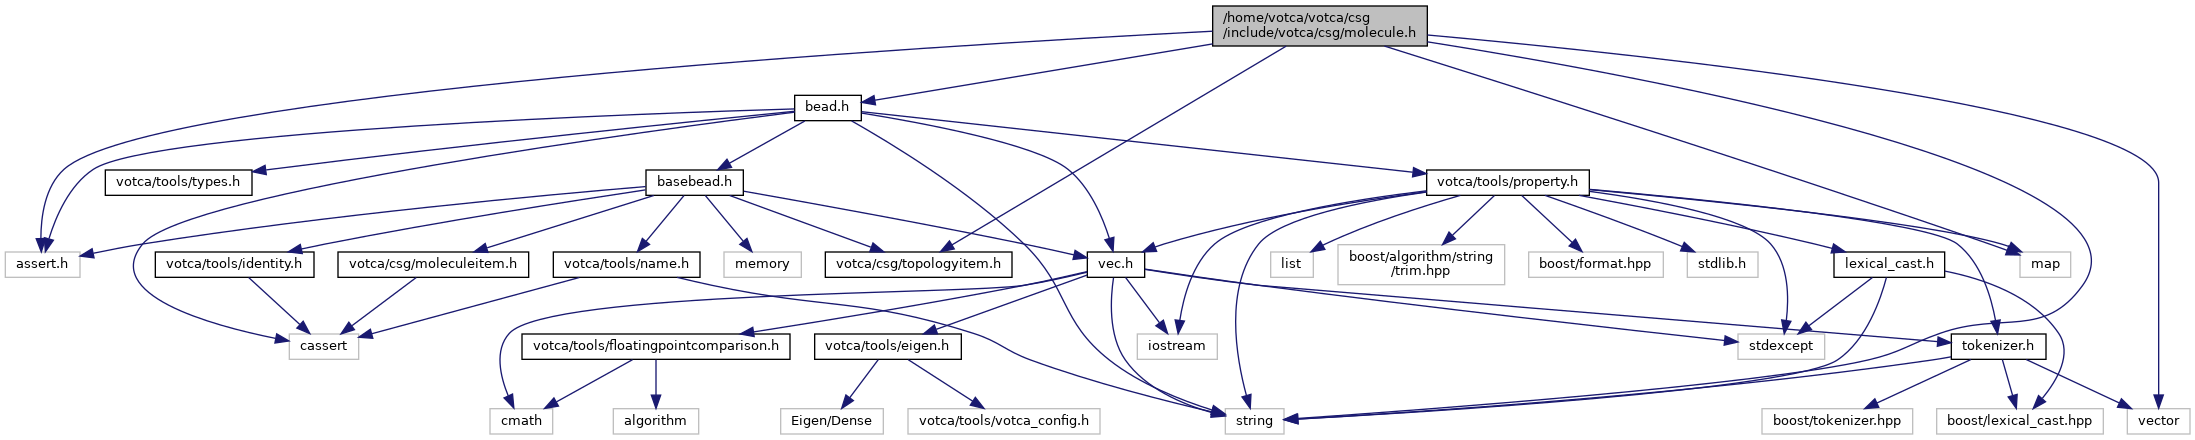 /home/votca/votca/csg
/include/votca/csg/molecule.h
bead.h
votca/tools/types.h
basebead.h
votca/tools/property.h
assert.h
votca/tools/identity.h
votca/csg/moleculeitem.h
votca/tools/name.h
memory
votca/csg/topologyitem.h
vec.h
list
boost/algorithm/string
/trim.hpp
boost/format.hpp
stdlib.h
lexical_cast.h
map
cassert
votca/tools/floatingpointcomparison.h
votca/tools/eigen.h
iostream
stdexcept
tokenizer.h
cmath
algorithm
Eigen/Dense
votca/tools/votca_config.h
string
boost/tokenizer.hpp
boost/lexical_cast.hpp
vector